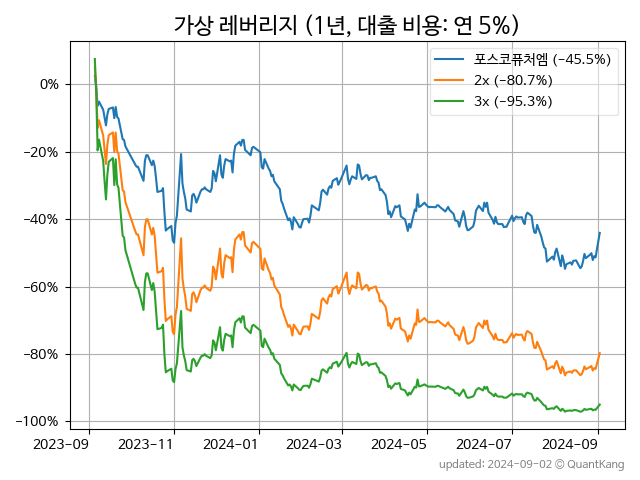 가상 레버리지 (1년, 대출 비용: 연 5%)
포스코퓨처엠 (−45.5%)
2x (−80.7%)
3x (−95.3%)
0%
−20%
−40%
−60%
−80%
−100%
2023-09 2023-11 2024-01 2024-03 2024-05 2024-07 2024-09
updated: 2024-09-02 © QuantKang